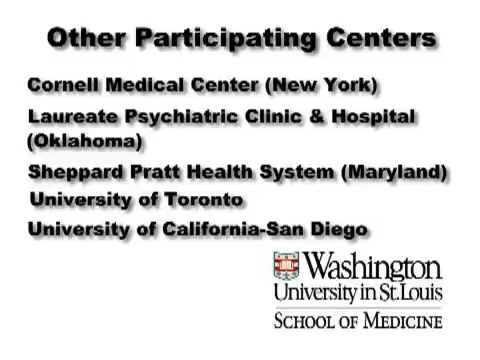 Other Participating Centers
Cornell Medical Center (New York)
Laureate Psychiatric Clinic & Hospital
(Oklahoma)
Sheppard Pratt Health System (Maryland)
University of Toronto
University of California-San Diego
Washington
University in St. Louis
SCHOOL OF MEDICINE